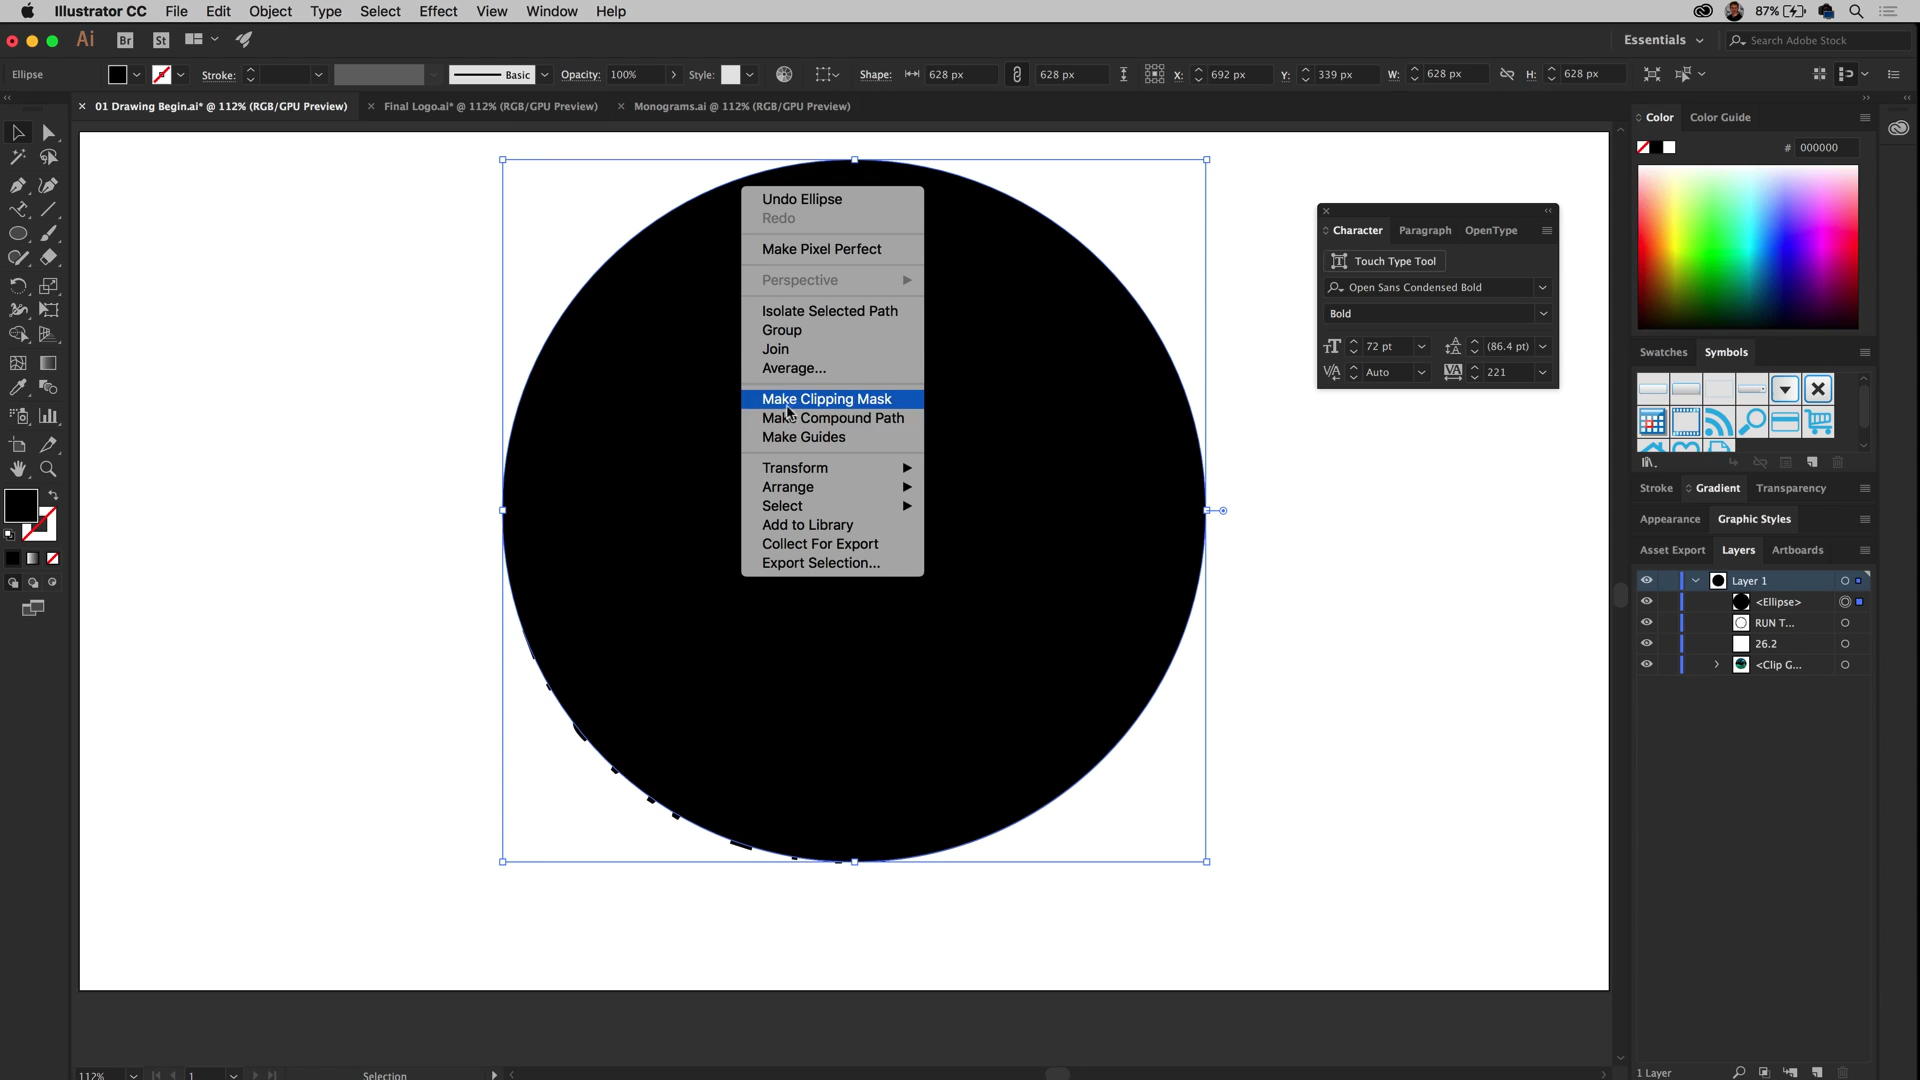 Illustrator CC File Edit Object Type Select Effect View Window Help 87%
Ai Br St Essentials Search Adobe Stock
Ellipse Stroke: Basic Opacity: 100% Style: Shape: 628 px 628 px X: 692 px Y: 339 px W: 628 px H: 628 px
01 Drawing Begin.ai* @ 112% (RGB/GPU Preview) Final Logo.ai* @ 112% (RGB/GPU Preview) Monograms.ai @ 112% (RGB/GPU Preview)
Color Color Guide
# 000000
Undo Ellipse
Redo
Make Pixel Perfect
Perspective
Isolate Selected Path
Group
Join
Average...
Make Clipping Mask
Make Compound Path
Make Guides
Transform
Arrange
Select
Add to Library
Collect For Export
Export Selection...
Character Paragraph OpenType
Touch Type Tool
Open Sans Condensed Bold
Bold
72 pt (86.4 pt)
Auto 221
Swatches Symbols
Stroke Gradient Transparency
Appearance Graphic Styles
Asset Export Layers Artboards
Layer 1
<Ellipse>
RUN T...
26.2
<Clip G...
112% 1 Selection 1 Layer